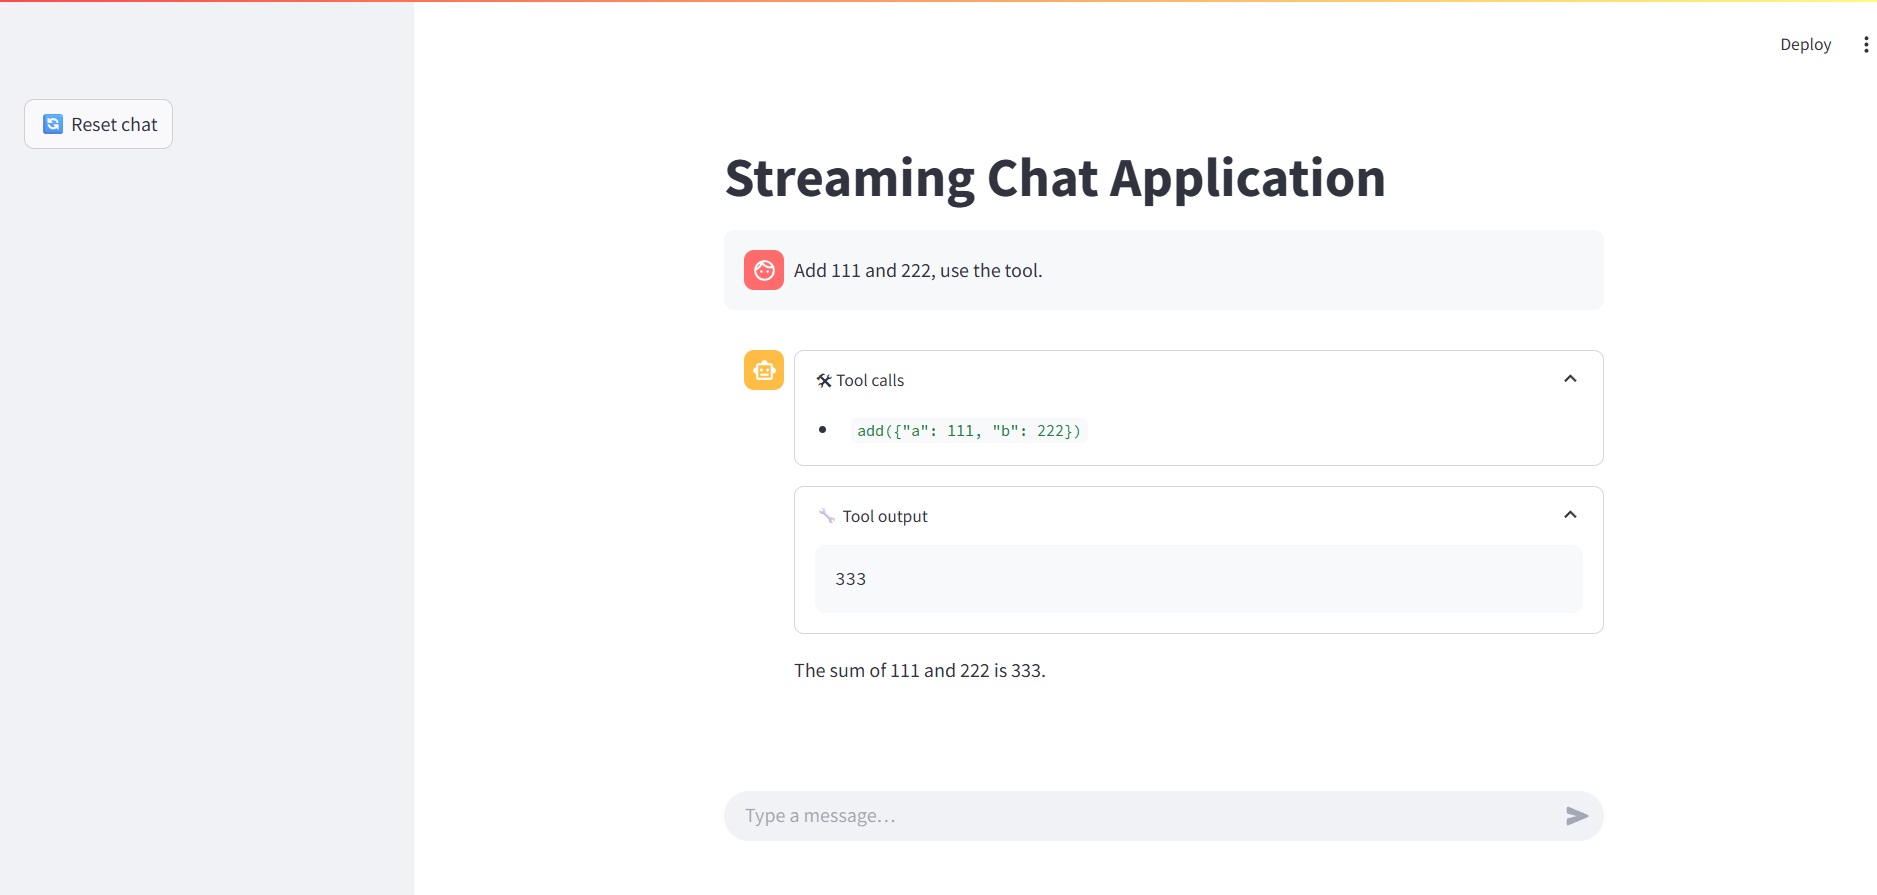 Deploy
Reset chat
Streaming Chat Application
Add 111 and 222, use the tool.
Tool calls
add({"a": 111, "b": 222})
Tool output
333
The sum of 111 and 222 is 333.
Type a message...